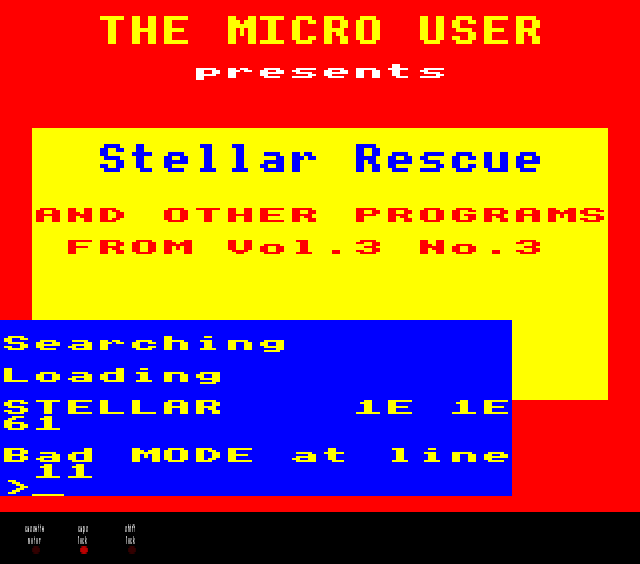 THE MICRO USER
presents
Stellar Rescue
AND OTHER PROGRAMS
FROM Vol.3 No.3
Searching
Loading
STELLAR 1E 1E
61
Bad MODE at line
11
>_
cassette motor caps lock shift lock